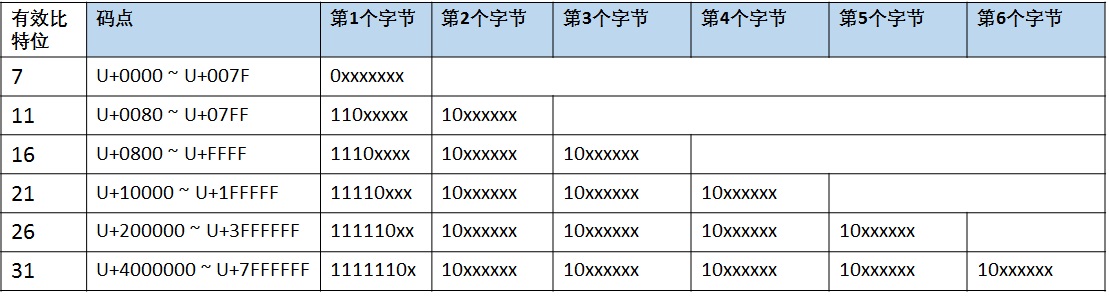 有效比特位 码点 第1个字节 第2个字节 第3个字节 第4个字节 第5个字节 第6个字节
7 U+0000 ~ U+007F 0xxxxxxx
11 U+0080 ~ U+07FF 110xxxxx 10xxxxxx
16 U+0800 ~ U+FFFF 1110xxxx 10xxxxxx 10xxxxxx
21 U+10000 ~ U+1FFFFF 11110xxx 10xxxxxx 10xxxxxx 10xxxxxx
26 U+200000 ~ U+3FFFFFF 111110xx 10xxxxxx 10xxxxxx 10xxxxxx 10xxxxxx
31 U+4000000 ~ U+7FFFFFFF 1111110x 10xxxxxx 10xxxxxx 10xxxxxx 10xxxxxx 10xxxxxx